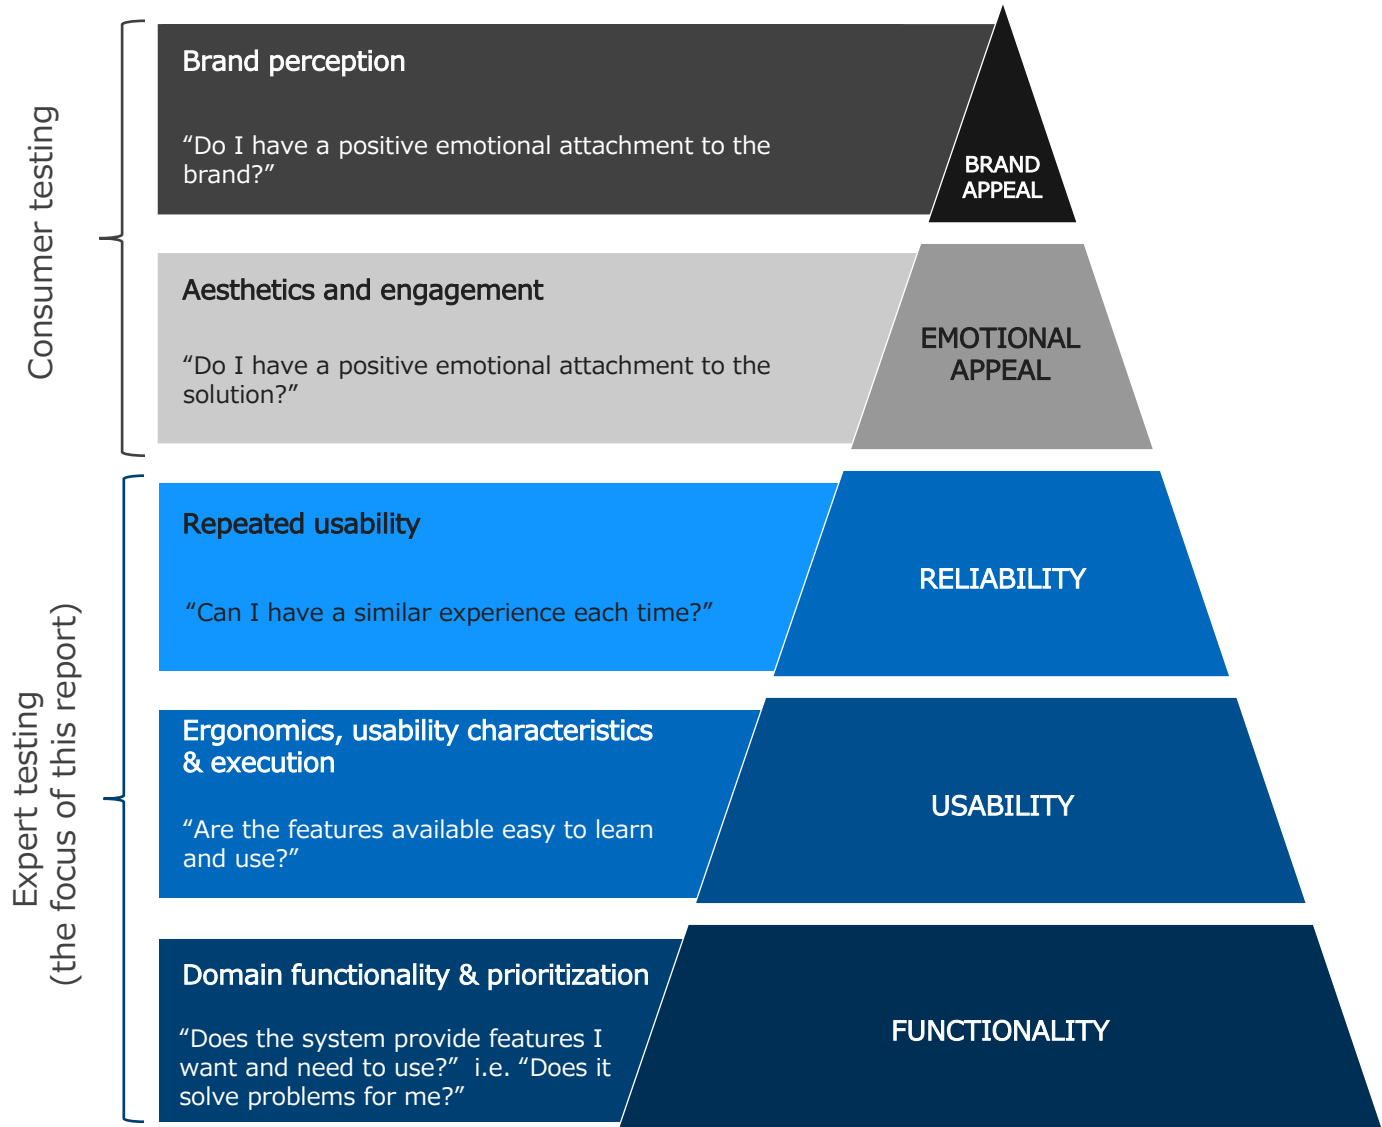 Consumer testing
Brand perception
“Do I have a positive emotional attachment to the
brand?”
BRAND
APPEAL
Aesthetics and engagement
“Do I have a positive emotional attachment to the
solution?”
EMOTIONAL
APPEAL
Expert testing
(the focus of this report)
Repeated usability
“Can I have a similar experience each time?”
RELIABILITY
Ergonomics, usability characteristics
& execution
“Are the features available easy to learn
and use?”
USABILITY
Domain functionality & prioritization
“Does the system provide features I
want and need to use?”  i.e. “Does it
solve problems for me?”
FUNCTIONALITY